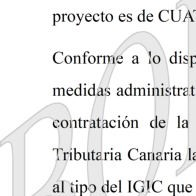 proyecto es de CUA
Conforme a lo disp
medidas administrat
contratación de la
Tributaria Canaria la
al tipo del IGIC que